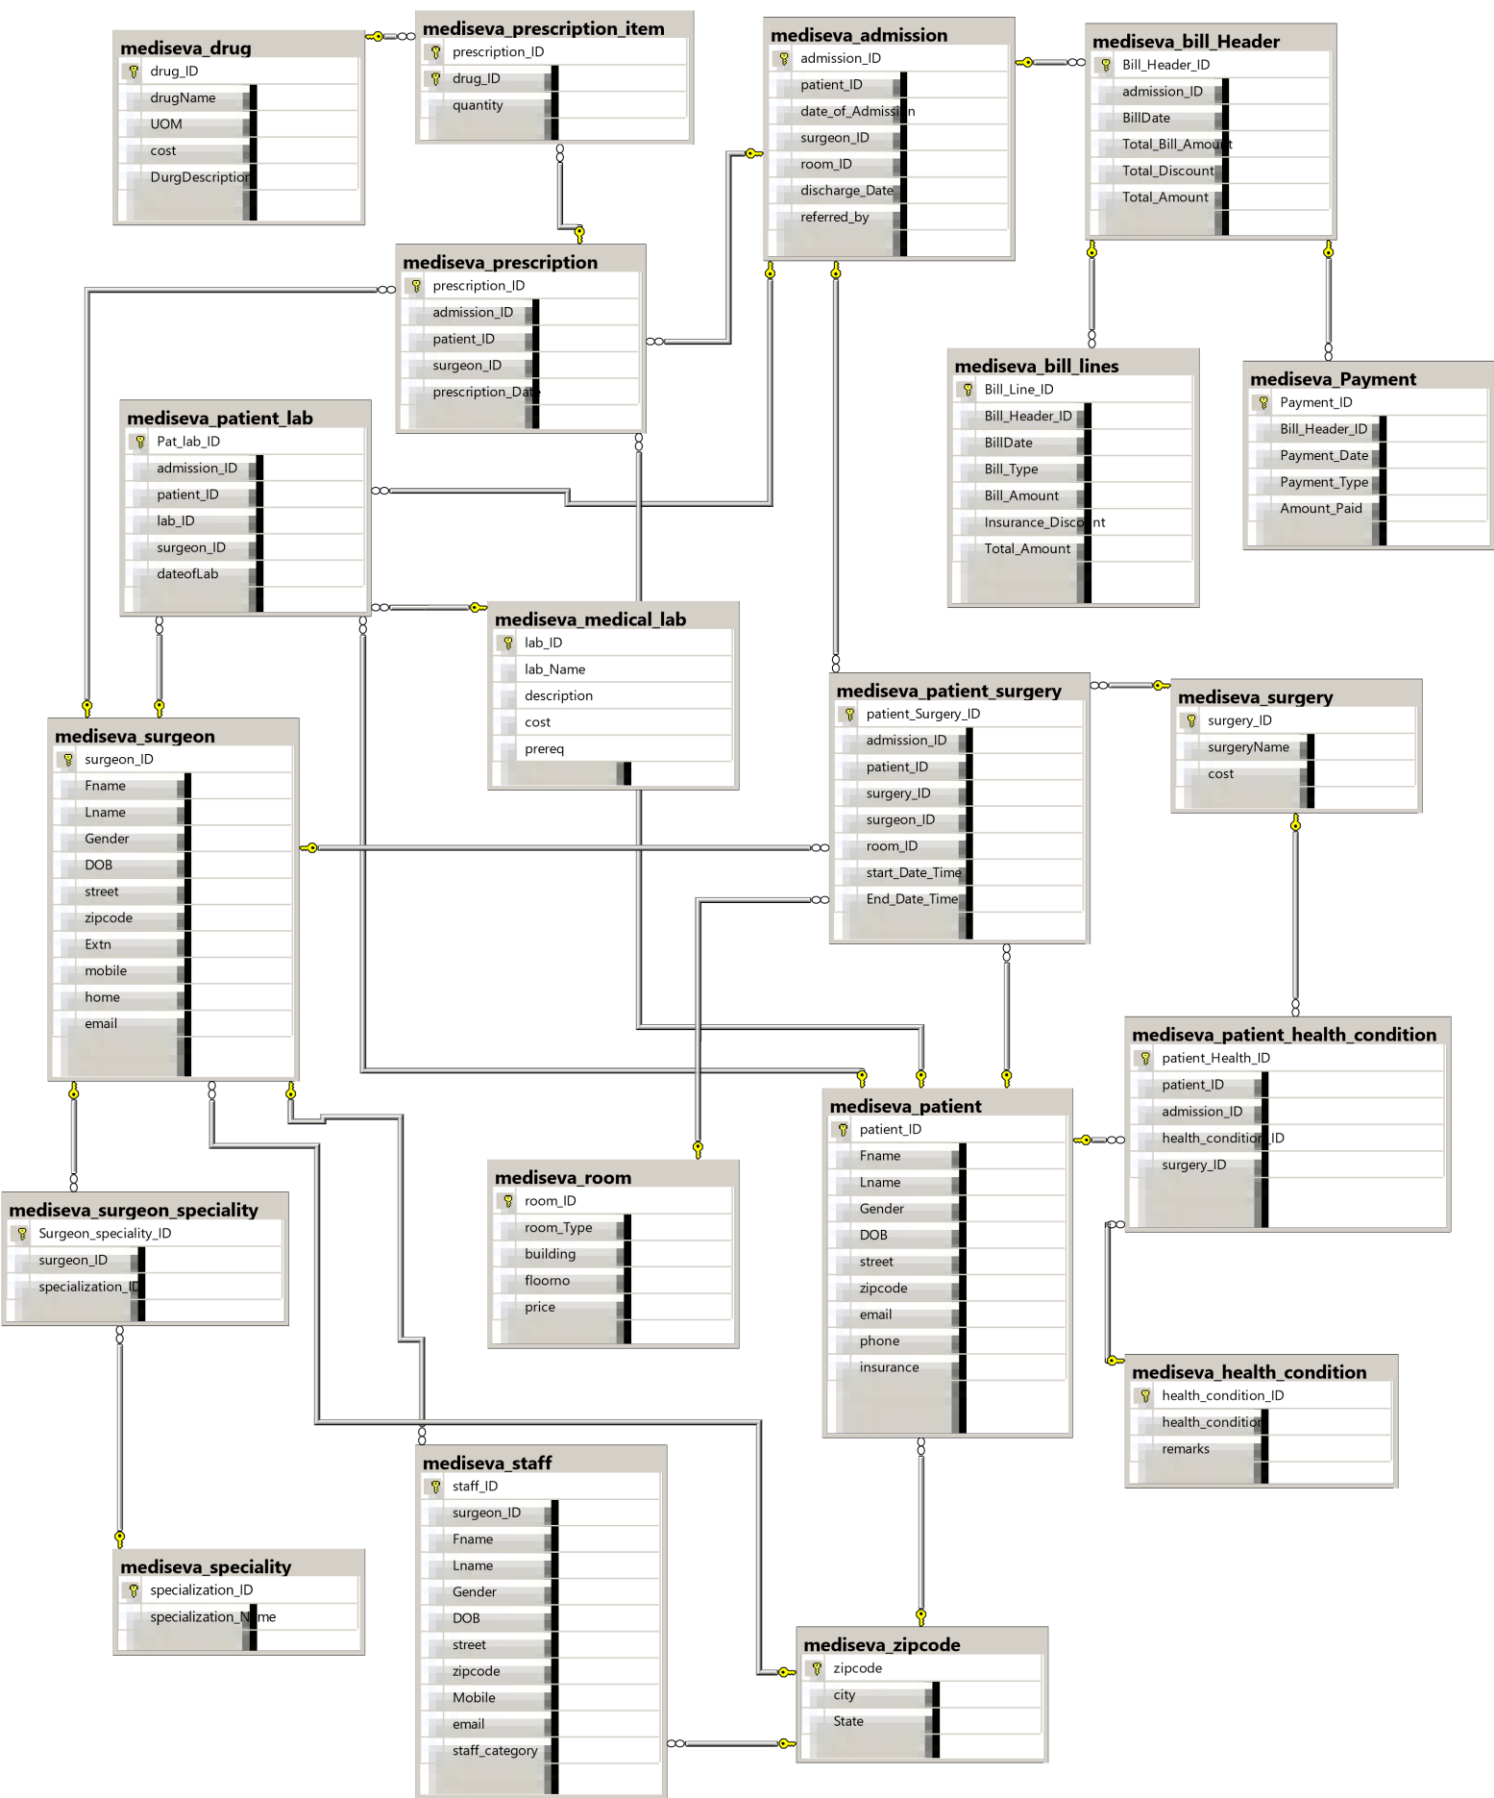 mediseva_drug
drug_ID
drugName
UOM
cost
DurgDescription
mediseva_prescription_item
prescription_ID
drug_ID
quantity
mediseva_admission
admission_ID
patient_ID
date_of_Admission
surgeon_ID
room_ID
discharge_Date
referred_by
mediseva_bill_Header
Bill_Header_ID
admission_ID
BillDate
Total_Bill_Amount
Total_Discount
Total_Amount
mediseva_prescription
prescription_ID
admission_ID
patient_ID
surgeon_ID
prescription_Date
mediseva_bill_lines
Bill_Line_ID
Bill_Header_ID
BillDate
Bill_Type
Bill_Amount
Insurance_Discount
Total_Amount
mediseva_Payment
Payment_ID
Bill_Header_ID
Payment_Date
Payment_Type
Amount_Paid
mediseva_patient_lab
Pat_lab_ID
admission_ID
patient_ID
lab_ID
surgeon_ID
dateofLab
mediseva_medical_lab
lab_ID
lab_Name
description
cost
prereq
mediseva_patient_surgery
patient_Surgery_ID
admission_ID
patient_ID
surgery_ID
surgeon_ID
room_ID
start_Date_Time
End_Date_Time
mediseva_surgery
surgery_ID
surgeryName
cost
mediseva_surgeon
surgeon_ID
Fname
Lname
Gender
DOB
street
zipcode
Extn
mobile
home
email
mediseva_patient_health_condition
patient_Health_ID
patient_ID
admission_ID
health_condition_ID
surgery_ID
mediseva_patient
patient_ID
Fname
Lname
Gender
DOB
street
zipcode
email
phone
insurance
mediseva_room
room_ID
room_Type
building
floorno
price
mediseva_surgeon_speciality
Surgeon_speciality_ID
surgeon_ID
specialization_ID
mediseva_health_condition
health_condition_ID
health_condition
remarks
mediseva_staff
staff_ID
surgeon_ID
Fname
Lname
Gender
DOB
street
zipcode
Mobile
email
staff_category
mediseva_speciality
specialization_ID
specialization_Name
mediseva_zipcode
zipcode
city
State